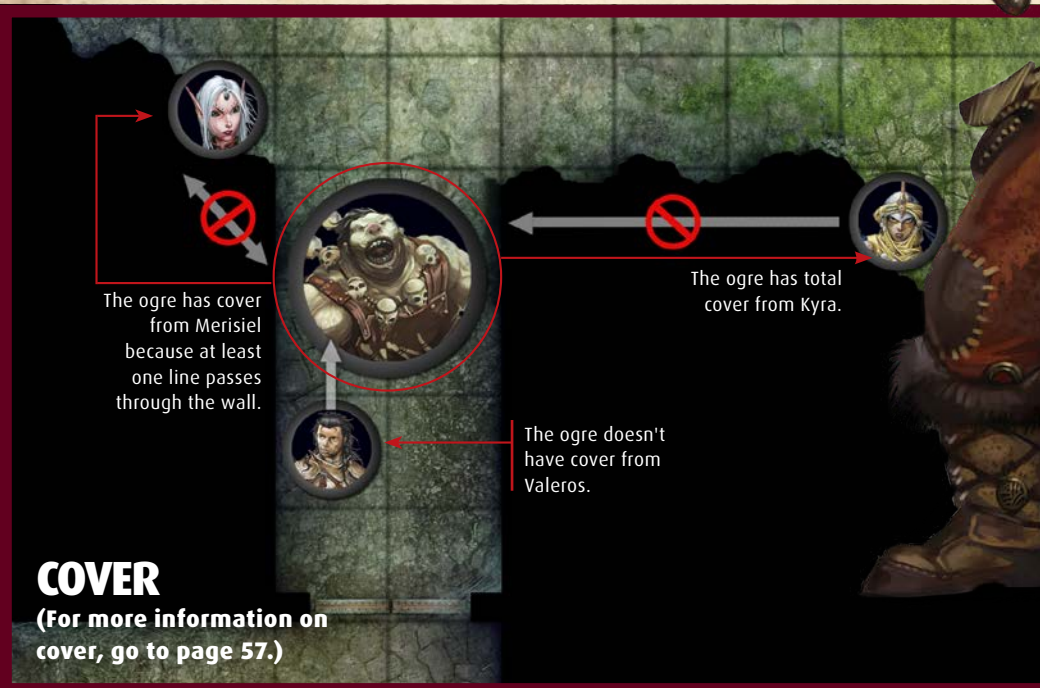 The ogre has cover
from Merisiel
because at least
one line passes
through the wall.
The ogre has total
cover from Kyra.
The ogre doesn't
have cover from
Valeros.
COVER
(For more information on
cover, go to page 57.)